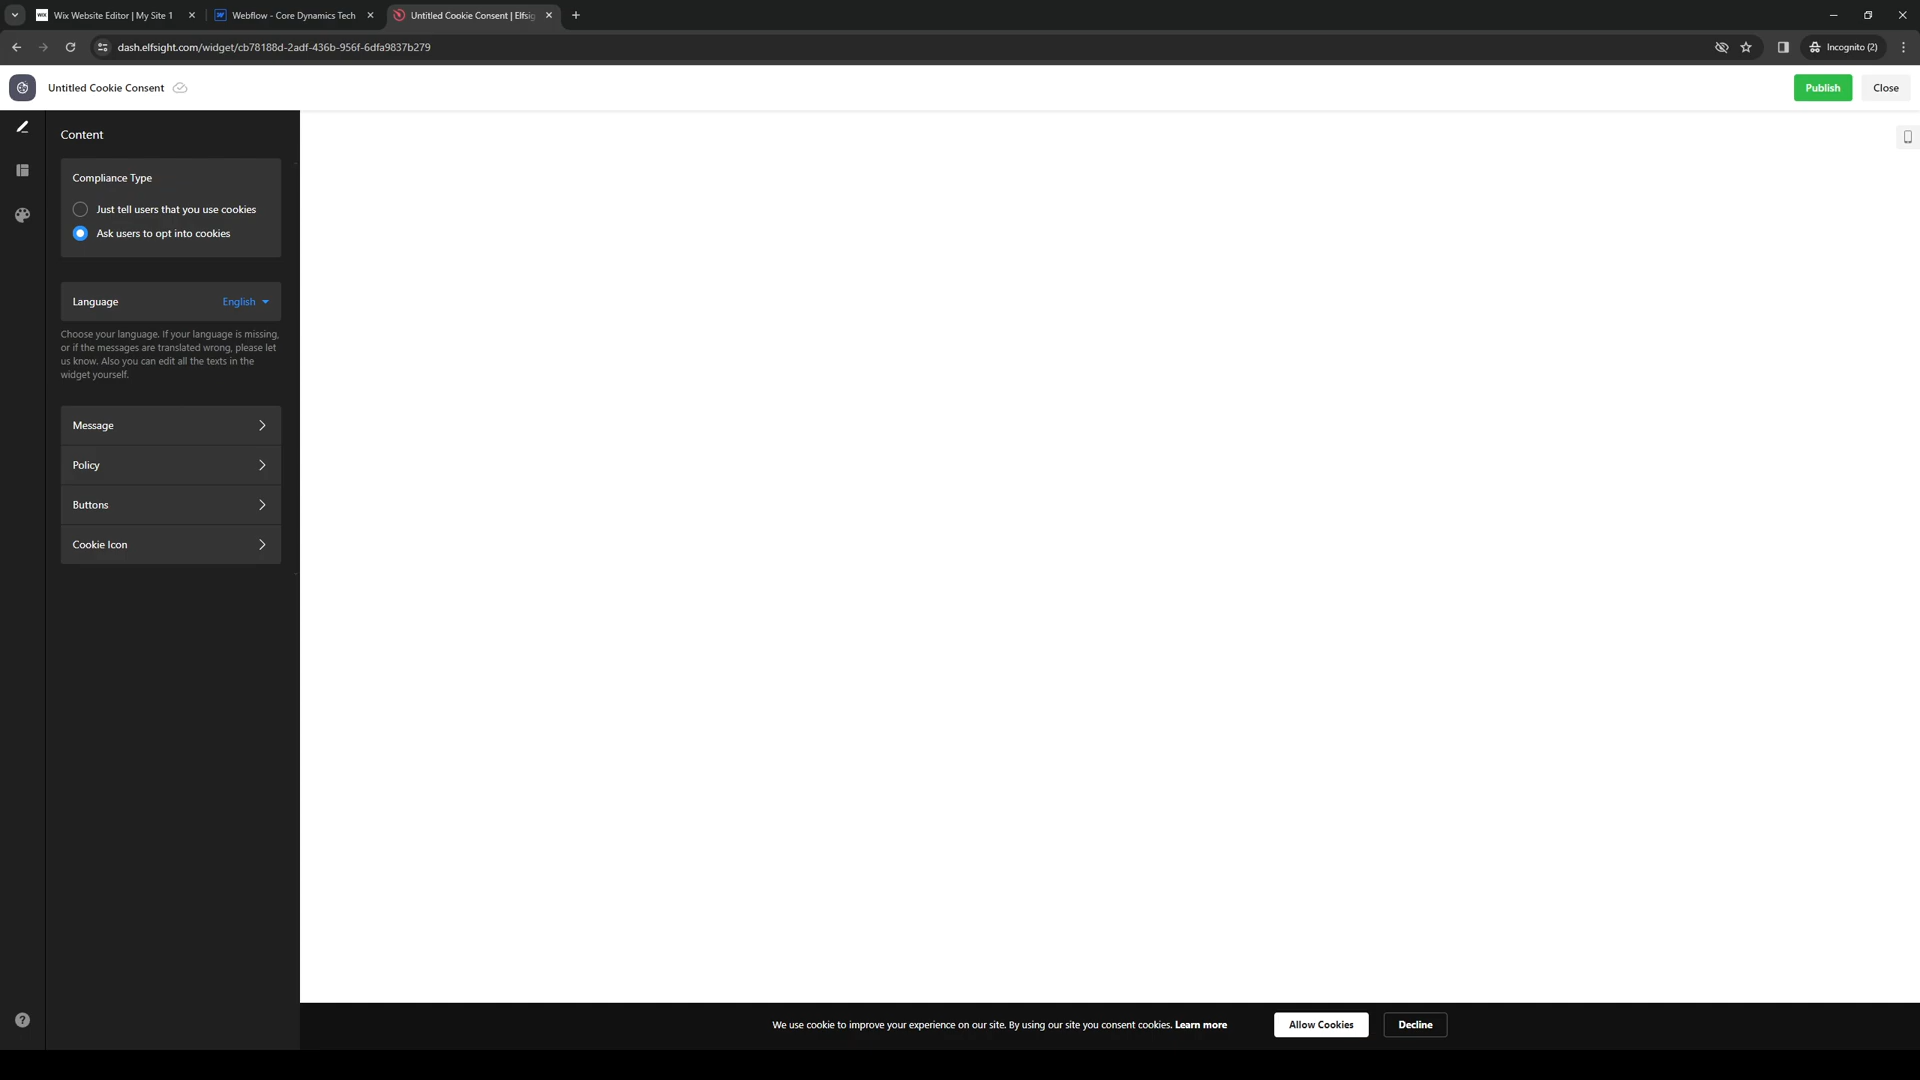 Wix Website Editor | My Site 1
Webflow - Core Dynamics Tech
Untitled Cookie Consent | Elfsig
dash.elfsight.com/widget/cb78188d-2adf-436b-956f-6dfa9837b279
Incognito (2)
Untitled Cookie Consent
Publish
Close
Content
Compliance Type
Just tell users that you use cookies
Ask users to opt into cookies
Language
English
Choose your language. If your language is missing,
or if the messages are translated wrong, please let
us know. Also you can edit all the texts in the
widget yourself.
Message
Policy
Buttons
Cookie Icon
We use cookie to improve your experience on our site. By using our site you consent cookies. Learn more
Allow Cookies
Decline